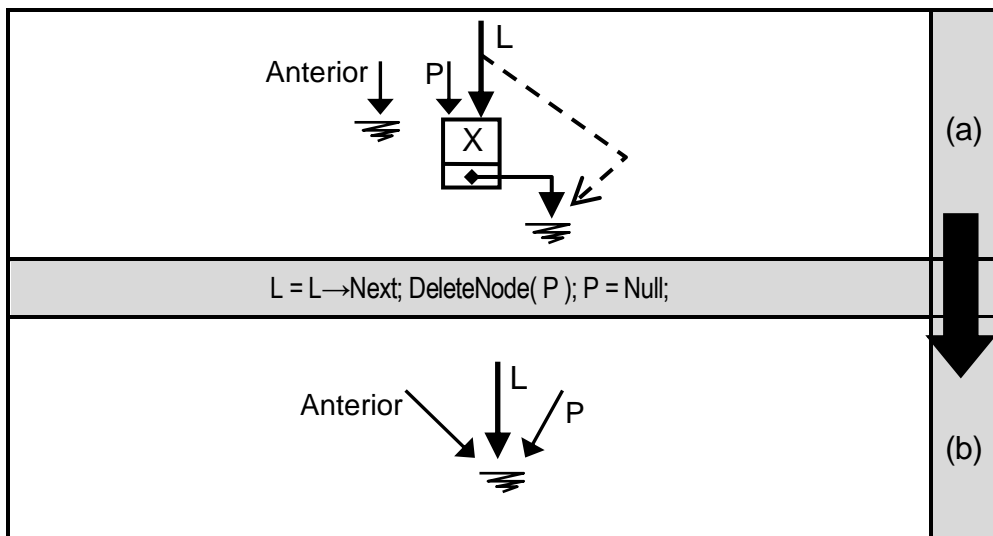 L
Anterior
P
X
(a)
L = L→Next; DeleteNode( P ); P = Null;
L
Anterior
P
(b)